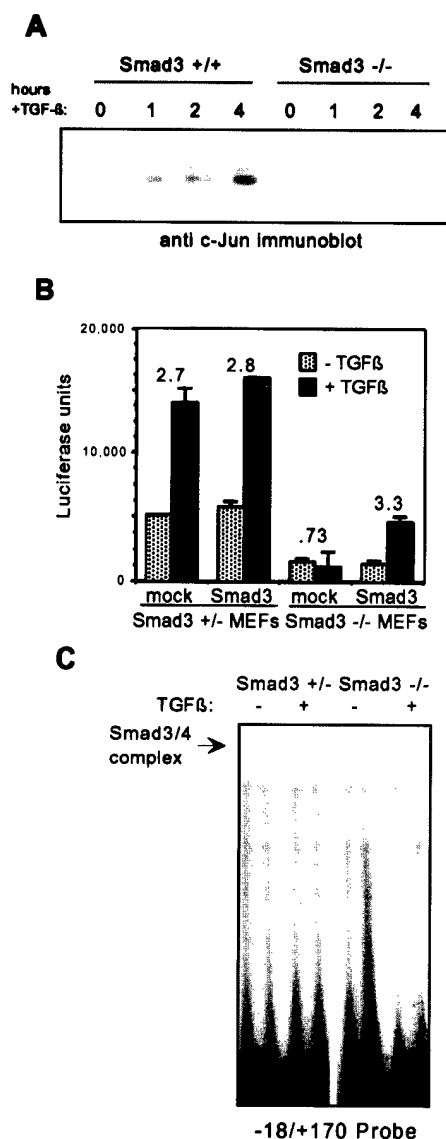 A
Smad3 +/+ Smad3 -/-
hours
+TGF-ß: 0 1 2 4 0 1 2 4
anti c-Jun immunoblot
B
20,000
10,000
0
Luciferase units
- TGFß
+ TGFß
2.7 2.8 .73 3.3
mock Smad3 mock Smad3
Smad3 +/- MEFs Smad3 -/- MEFs
C
Smad3 +/- Smad3 -/-
TGFß: - + - +
Smad3/4
complex
-18/+170 Probe